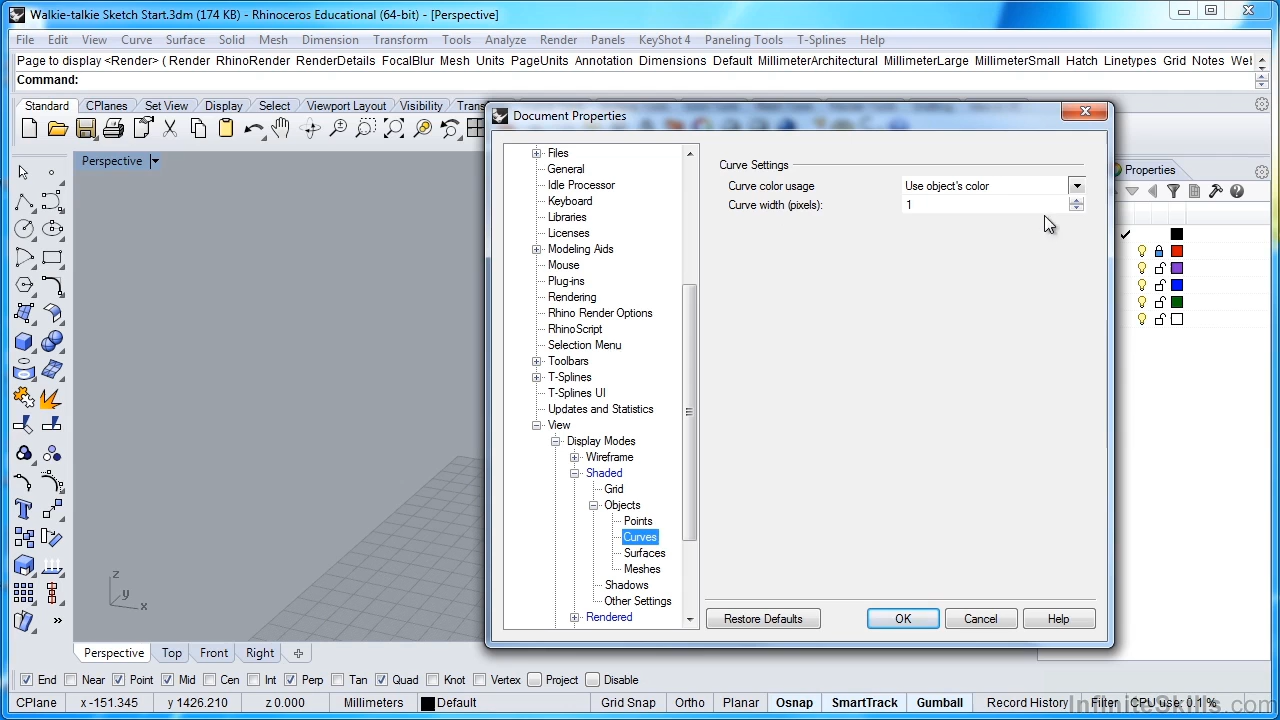 Walkie-talkie Sketch Start.3dm (174 KB) - Rhinoceros Educational (64-bit) - [Perspective]
File Edit View Curve Surface Solid Mesh Dimension Transform Tools Analyze Render Panels KeyShot 4 Paneling Tools T-Splines Help
Page to display <Render> ( Render RhinoRender RenderDetails FocalBlur Mesh Units PageUnits Annotation Dimensions Default MillimeterArchitectural MillimeterLarge MillimeterSmall Hatch Linetypes Grid Notes Wel
Command:
Standard CPlanes Set View Display Select Viewport Layout Visibility Trans
Document Properties
Perspective
Properties
Files
General
Idle Processor
Keyboard
Libraries
Licenses
Modeling Aids
Mouse
Plug-ins
Rendering
Rhino Render Options
RhinoScript
Selection Menu
Toolbars
T-Splines
T-Splines UI
Updates and Statistics
View
Display Modes
Wireframe
Shaded
Grid
Objects
Points
Curves
Surfaces
Meshes
Shadows
Other Settings
Rendered
Curve Settings
Curve color usage Use object's color
Curve width (pixels): 1
Restore Defaults OK Cancel Help
z
y
x
Perspective Top Front Right
End Near Point Mid Cen Int Perp Tan Quad Knot Vertex Project Disable
CPlane x -151.345 y 1426.210 z 0.000 Millimeters Default Grid Snap Ortho Planar Osnap SmartTrack Gumball Record History Filter CPU use: 0.1 %
InfiniteSkills.com